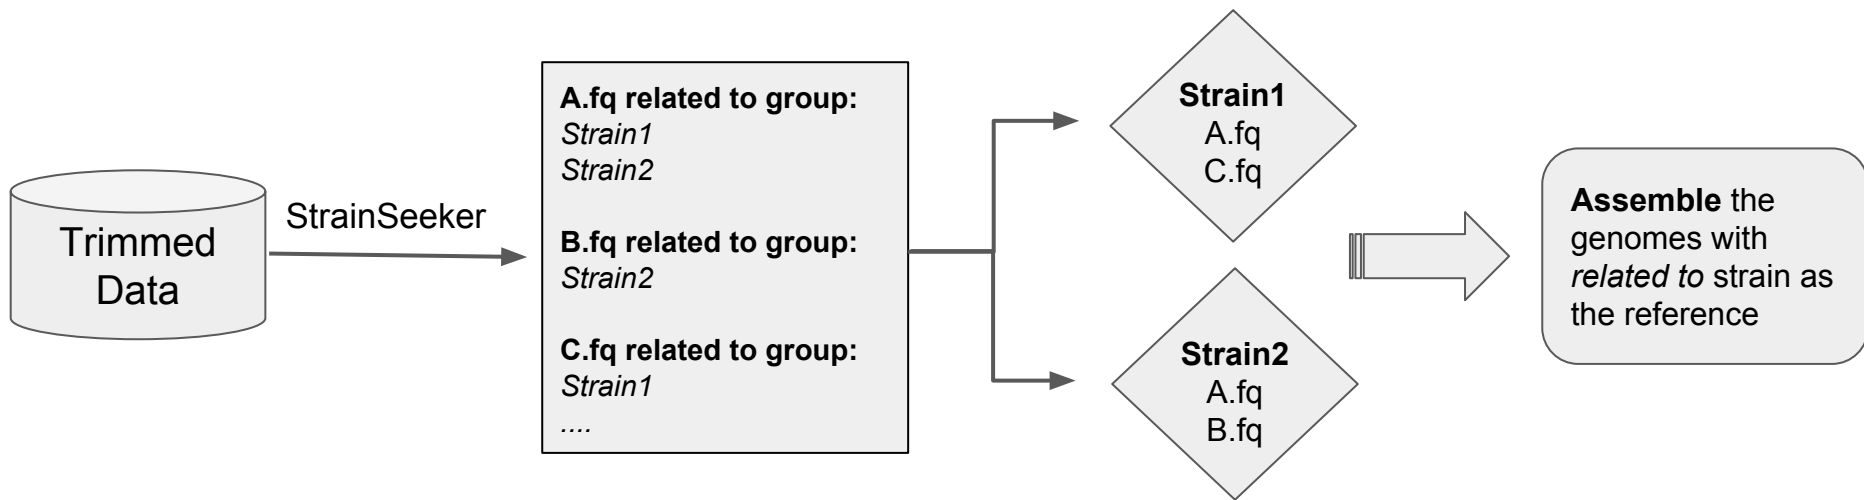 Trimmed
Data
StrainSeeker
A.fq related to group:
Strain1
Strain2
B.fq related to group:
Strain2
C.fq related to group:
Strain1
....
Strain1
A.fq
C.fq
Strain2
A.fq
B.fq
Assemble the
genomes with
related to strain as
the reference